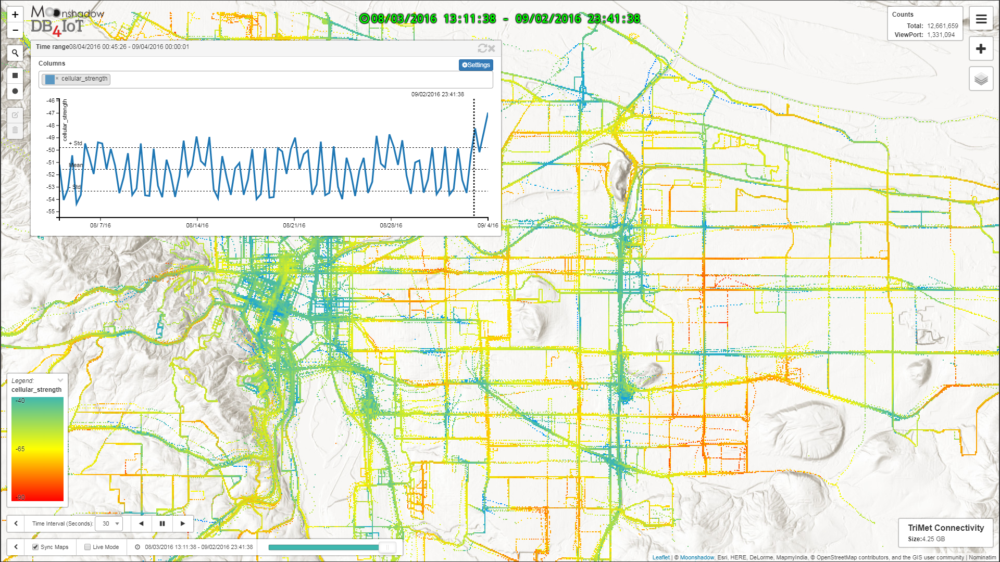 +
−
Moonshadow
DB4IoT
08/03/2016 13:11:38 - 09/02/2016 23:41:38
Counts
Total: 12,661,659
ViewPort: 1,331,094
Time range08/04/2016 00:45:26 - 09/04/2016 00:00:01
Columns
Settings
× cellular_strength
09/02/2016 23:41:38
cellular_strength
-46
-47
-48
-49
-50
-51
-52
-53
-54
-55
+ Std
Mean
- Std
08/ 7/16
08/14/16
08/21/16
08/28/16
09/ 4/16
Legend:
cellular_strength
-40
-65
-90
Time Interval (Seconds): 30
Sync Maps
Live Mode
08/03/2016 13:11:38 - 09/02/2016 23:41:38
TriMet Connectivity
Size:4.25 GB
Leaflet | © Moonshadow, Esri, HERE, DeLorme, MapmyIndia, © OpenStreetMap contributors, and the GIS user community | Nominatim